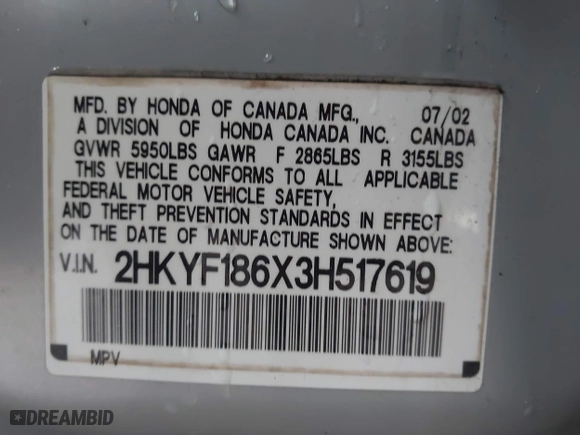 MFD. BY HONDA OF CANADA MFG., 07/02
A DIVISION OF HONDA CANADA INC. CANADA
GVWR 5950LBS GAWR F 2865LBS R 3155LBS
THIS VEHICLE CONFORMS TO ALL APPLICABLE
FEDERAL MOTOR VEHICLE SAFETY,
AND THEFT PREVENTION STANDARDS IN EFFECT
ON THE DATE OF MANUFACTURE SHOWN ABOVE:
V.I.N. 2HKYF186X3H517619
MPV
DREAMBID